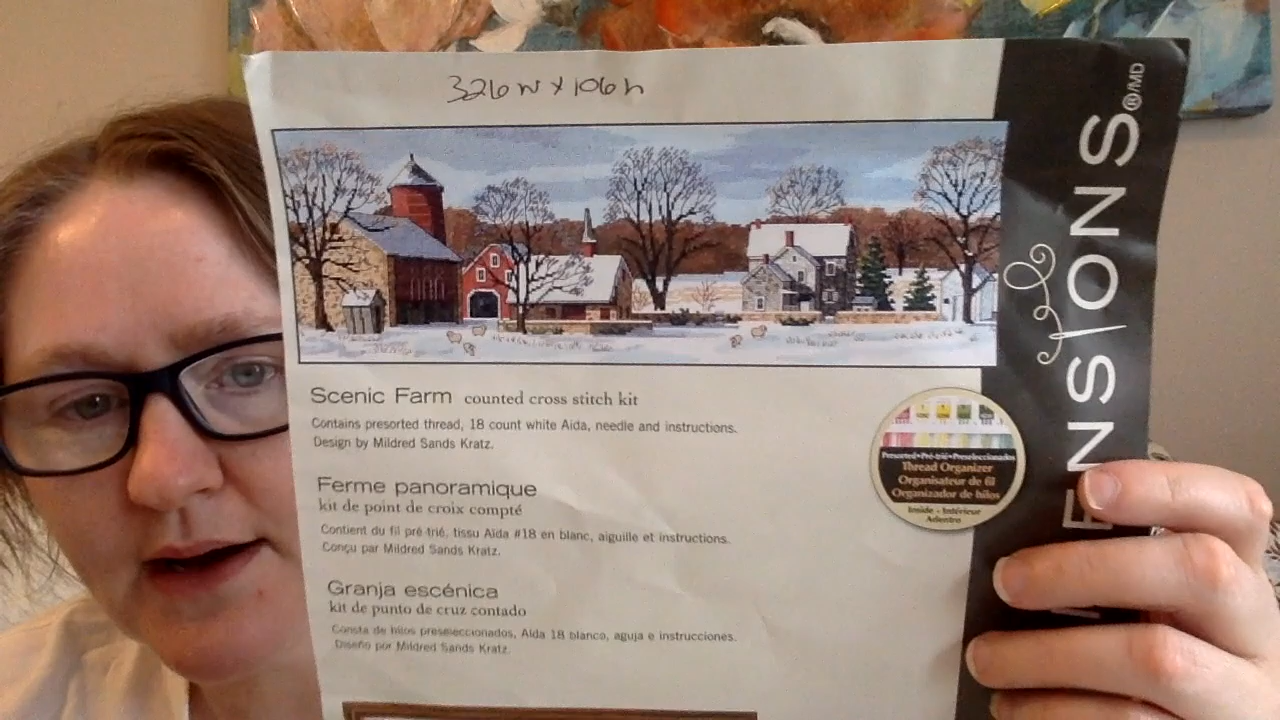 326w x 106h
Scenic Farm counted cross stitch kit
Contains presorted thread, 18 count white Aida, needle and instructions.
Design by Mildred Sands Kratz.
Ferme panoramique
kit de point de croix compté
Contient du fil pré-trié, tissu Aida #18 en blanc, aiguille et instructions.
Conçu par Mildred Sands Kratz.
Granja escénica
kit de punto de cruz contado
Consta de hilos preseleccionados, Aida 18 blanco, aguja e instrucciones.
Diseño por Mildred Sands Kratz.
Presorted•Pré-trié•Preseleccionados
Thread Organizer
Organisateur de fil
Organizador de hilos
Inside - Intérieur
Adentro
ENSIONS®/MD